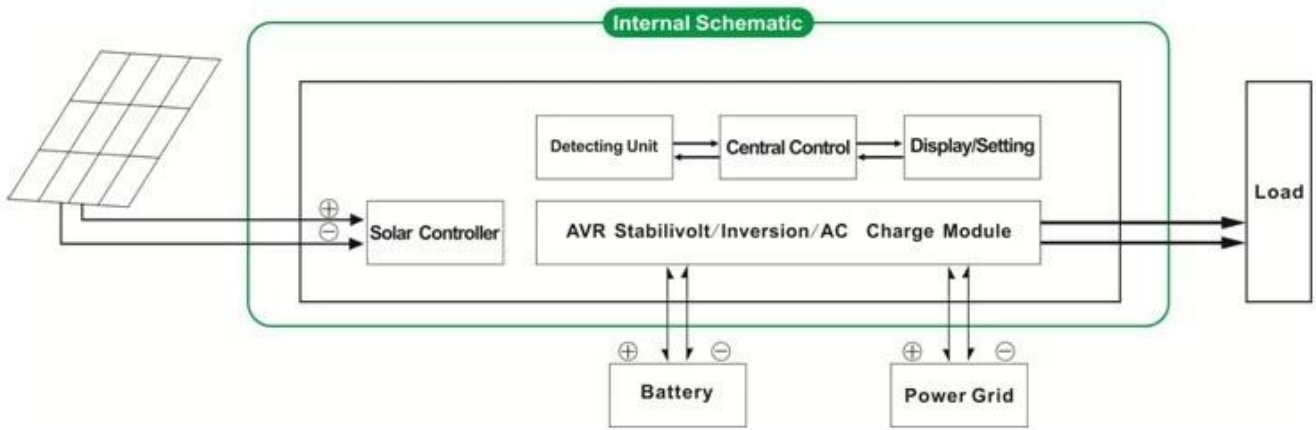 Internal Schematic
Detecting Unit
Central Control
Display/Setting
Load
⊕
⊖
Solar Controller
AVR Stabilivolt/Inversion/AC Charge Module
⊕ ⊖
⊕ ⊖
Battery
Power Grid